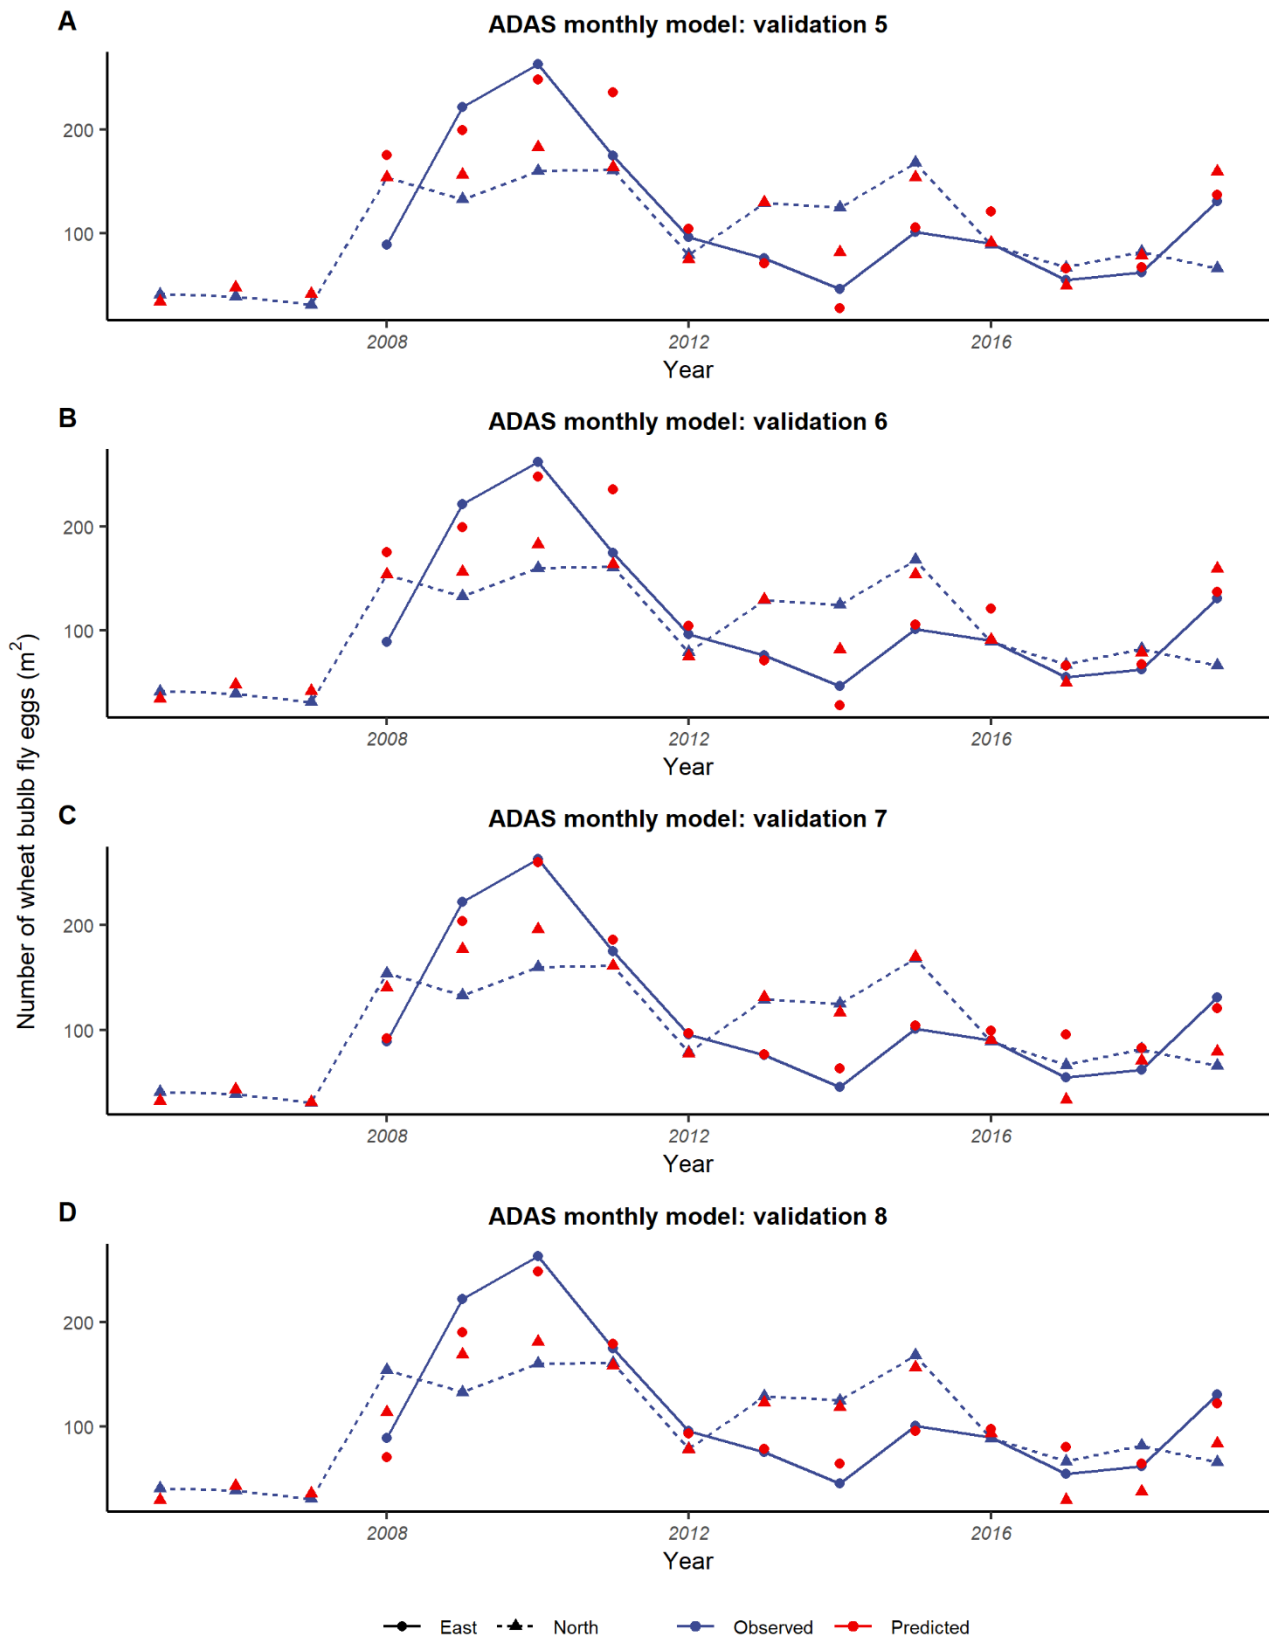 A
ADAS monthly model: validation 5
200
100
2008
2012
2016
Year
B
ADAS monthly model: validation 6
200
100
2008
2012
2016
Year
Number of wheat bublb fly eggs (m²)
C
ADAS monthly model: validation 7
200
100
2008
2012
2016
Year
D
ADAS monthly model: validation 8
200
100
2008
2012
2016
Year
East
North
Observed
Predicted